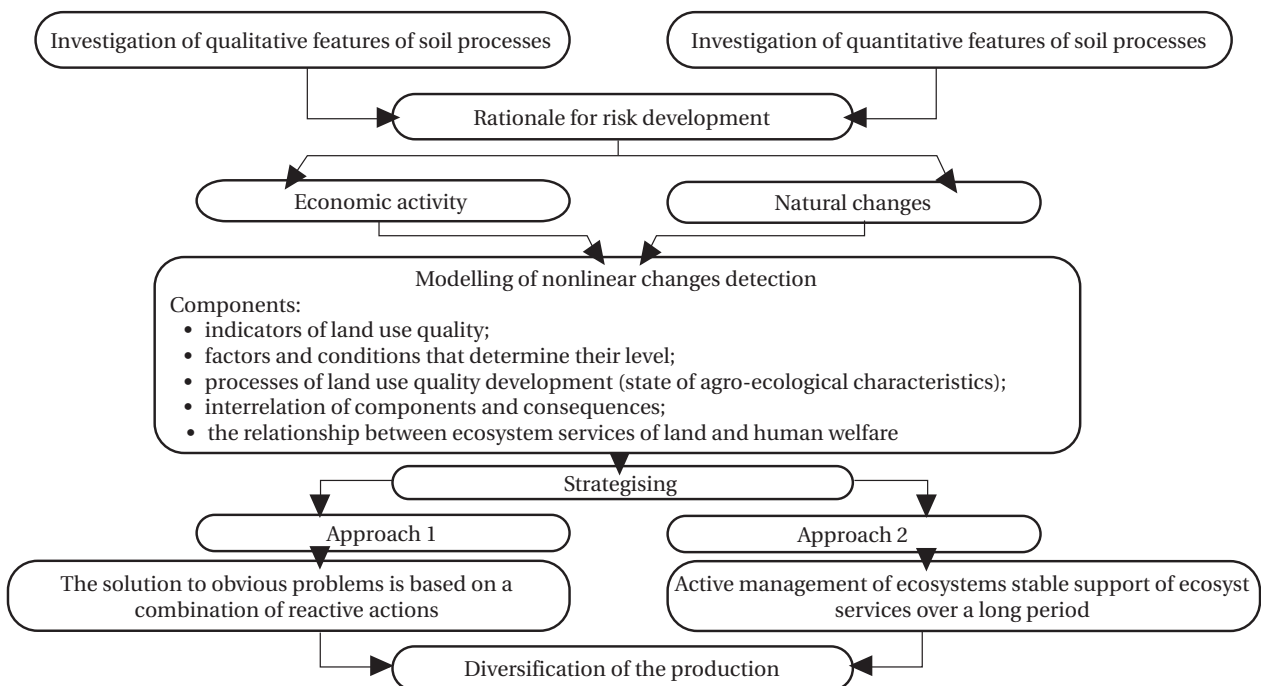 Investigation of qualitative features of soil processes
Investigation of quantitative features of soil processes
Rationale for risk development
Economic activity
Natural changes
Modelling of nonlinear changes detection
Components:
• indicators of land use quality;
• factors and conditions that determine their level;
• processes of land use quality development (state of agro-ecological characteristics);
• interrelation of components and consequences;
• the relationship between ecosystem services of land and human welfare
Strategising
Approach 1
Approach 2
The solution to obvious problems is based on a
combination of reactive actions
Active management of ecosystems stable support of ecosyst
services over a long period
Diversification of the production